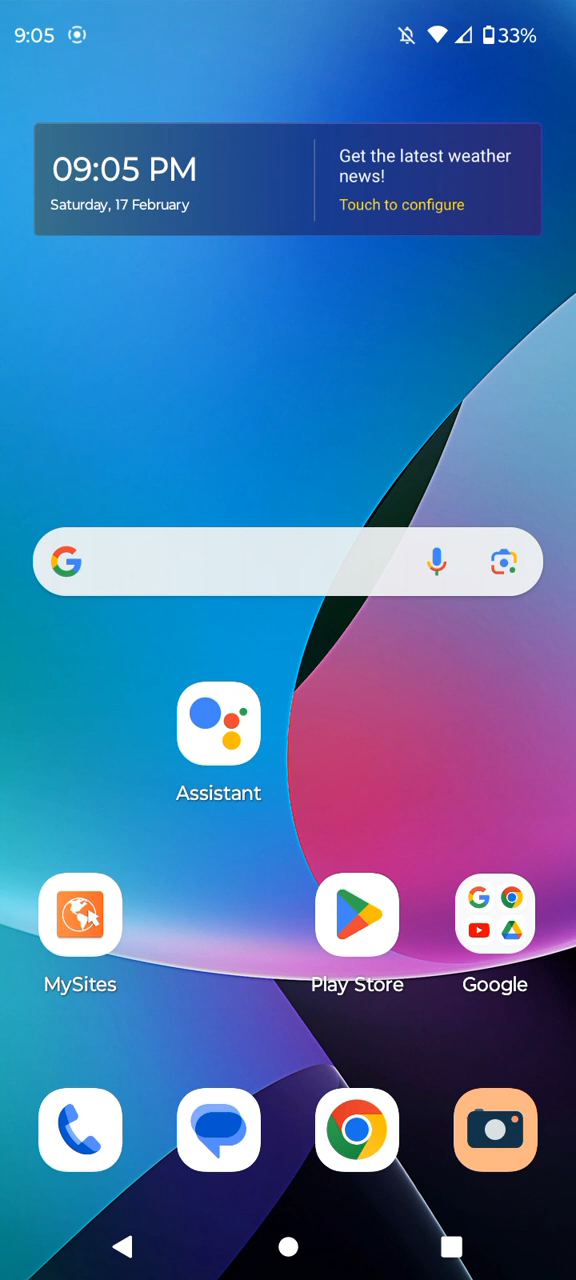 9:05
33%
09:05 PM
Saturday, 17 February
Get the latest weather
news!
Touch to configure
Assistant
MySites
Play Store
Google